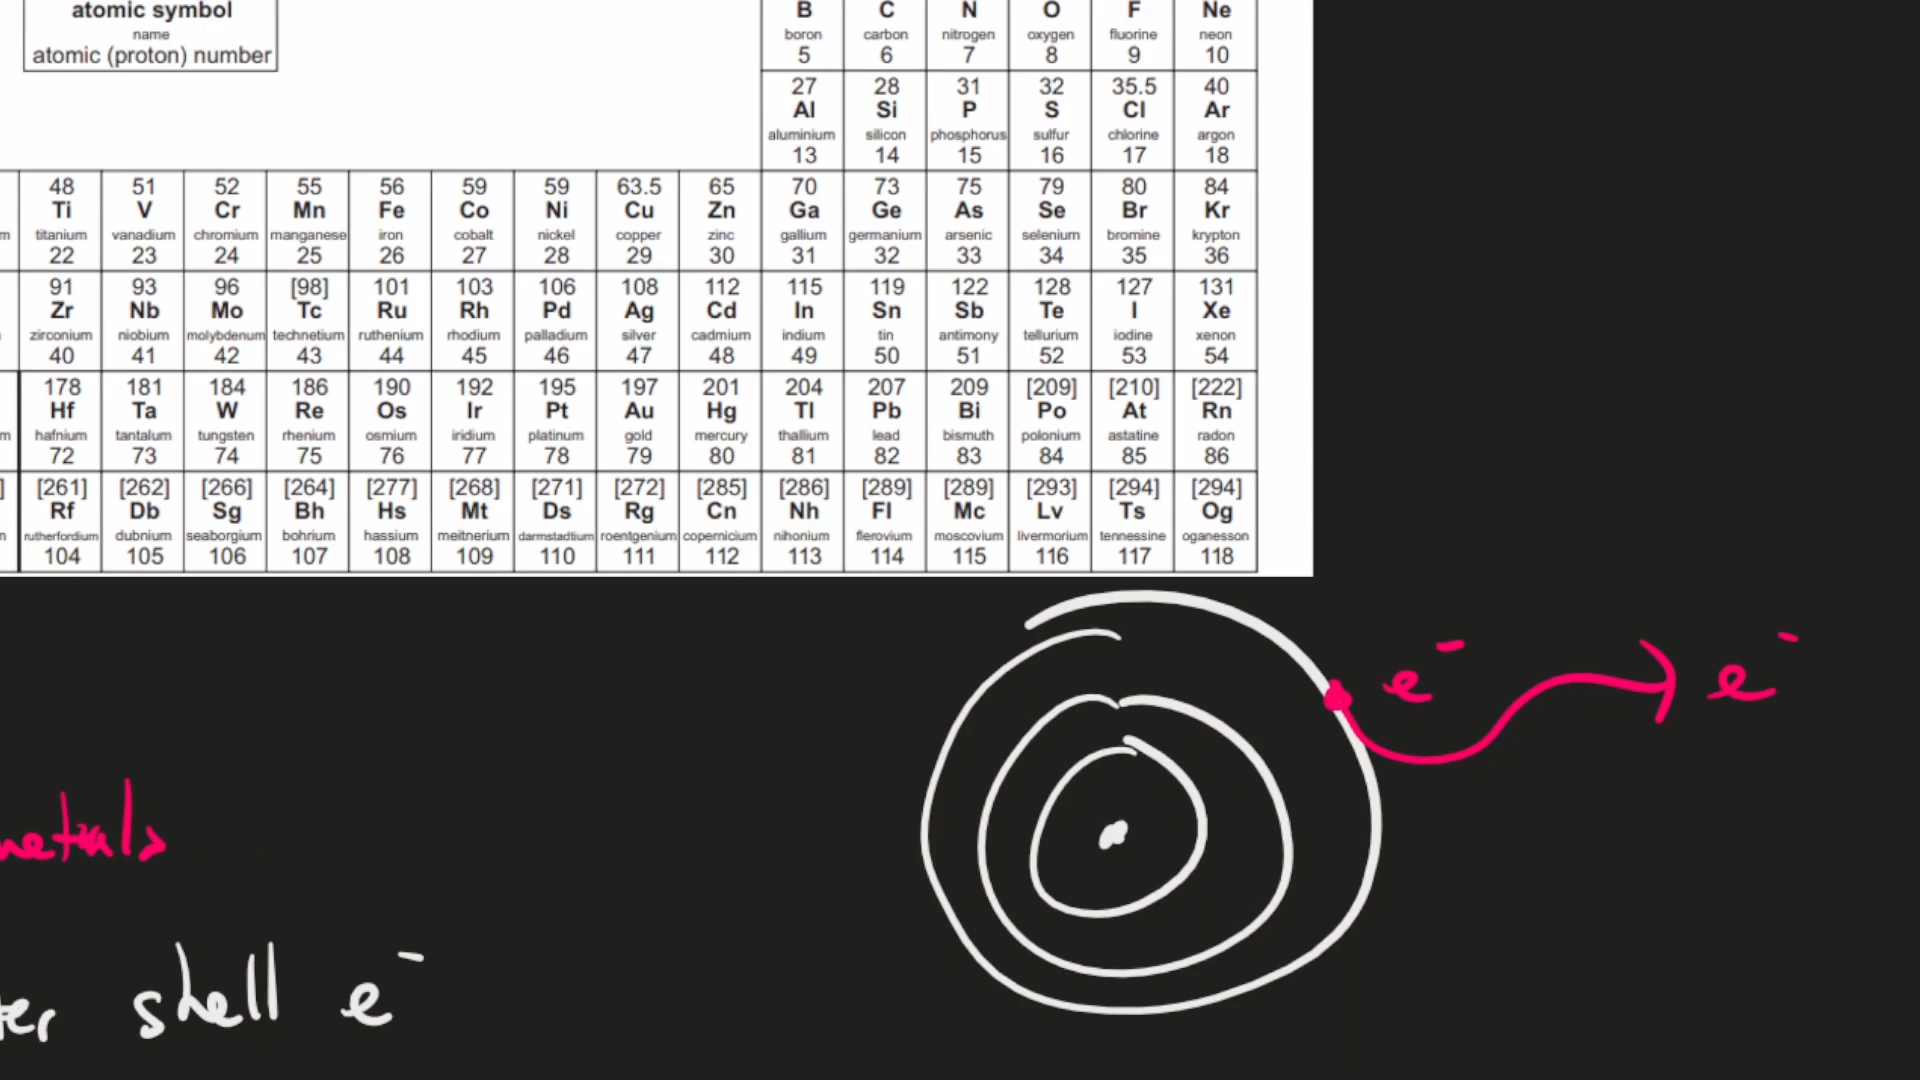 atomic symbol
name
atomic (proton) number
B C N O F Ne
boron carbon nitrogen oxygen fluorine neon
5 6 7 8 9 10
27 28 31 32 35.5 40
Al Si P S Cl Ar
aluminium silicon phosphorus sulfur chlorine argon
13 14 15 16 17 18
48 51 52 55 56 59 59 63.5 65 70 73 75 79 80 84
Ti V Cr Mn Fe Co Ni Cu Zn Ga Ge As Se Br Kr
m titanium vanadium chromium manganese iron cobalt nickel copper zinc gallium germanium arsenic selenium bromine krypton
22 23 24 25 26 27 28 29 30 31 32 33 34 35 36
91 93 96 [98] 101 103 106 108 112 115 119 122 128 127 131
Zr Nb Mo Tc Ru Rh Pd Ag Cd In Sn Sb Te I Xe
zirconium niobium molybdenum technetium ruthenium rhodium palladium silver cadmium indium tin antimony tellurium iodine xenon
40 41 42 43 44 45 46 47 48 49 50 51 52 53 54
178 181 184 186 190 192 195 197 201 204 207 209 [209] [210] [222]
Hf Ta W Re Os Ir Pt Au Hg Tl Pb Bi Po At Rn
m hafnium tantalum tungsten rhenium osmium iridium platinum gold mercury thallium lead bismuth polonium astatine radon
72 73 74 75 76 77 78 79 80 81 82 83 84 85 86
] [261] [262] [266] [264] [277] [268] [271] [272] [285] [286] [289] [289] [293] [294] [294]
Rf Db Sg Bh Hs Mt Ds Rg Cn Nh Fl Mc Lv Ts Og
rutherfordium dubnium seaborgium bohrium hassium meitnerium darmstadtium roentgenium copernicium nihonium flerovium moscovium livermorium tennessine oganesson
104 105 106 107 108 109 110 111 112 113 114 115 116 117 118
e⁻ e⁻
metals
ter shell e⁻